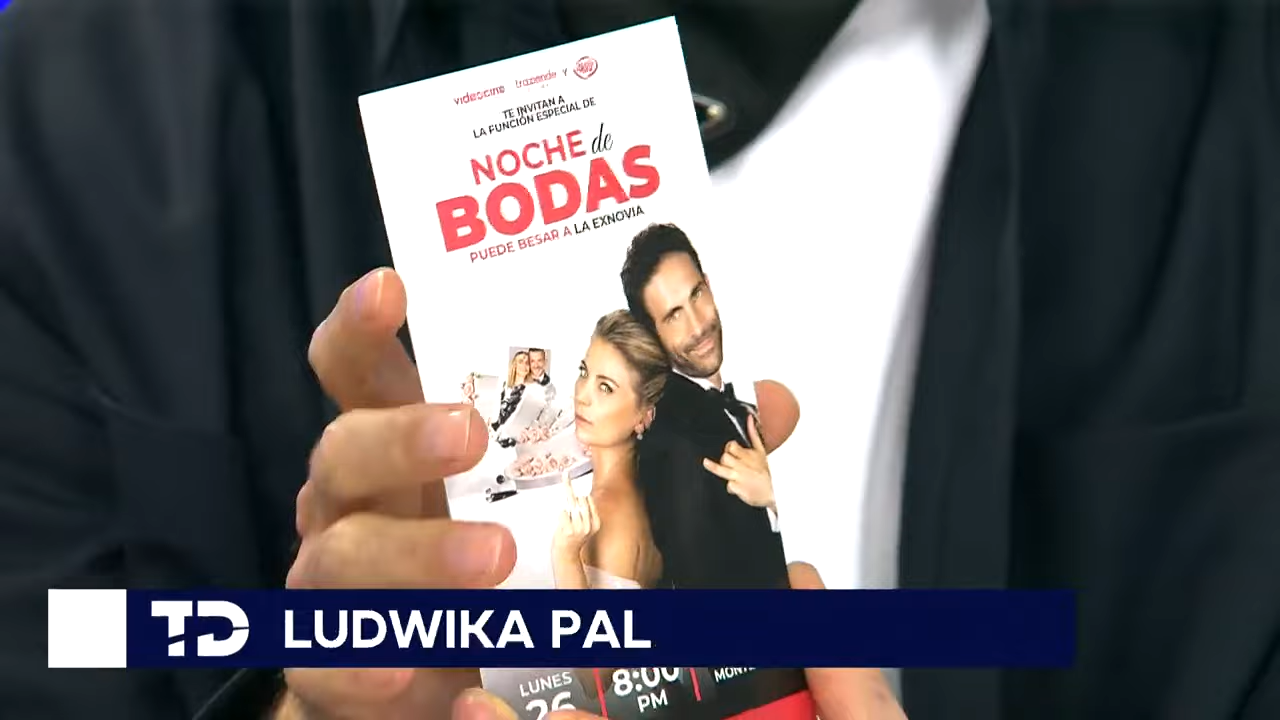 videocine trazende Y
TE INVITAN A
LA FUNCIÓN ESPECIAL DE
NOCHE de
BODAS
PUEDE BESAR A LA EXNOVIA
TD LUDWIKA PAL
LUNES
26
8:00
PM